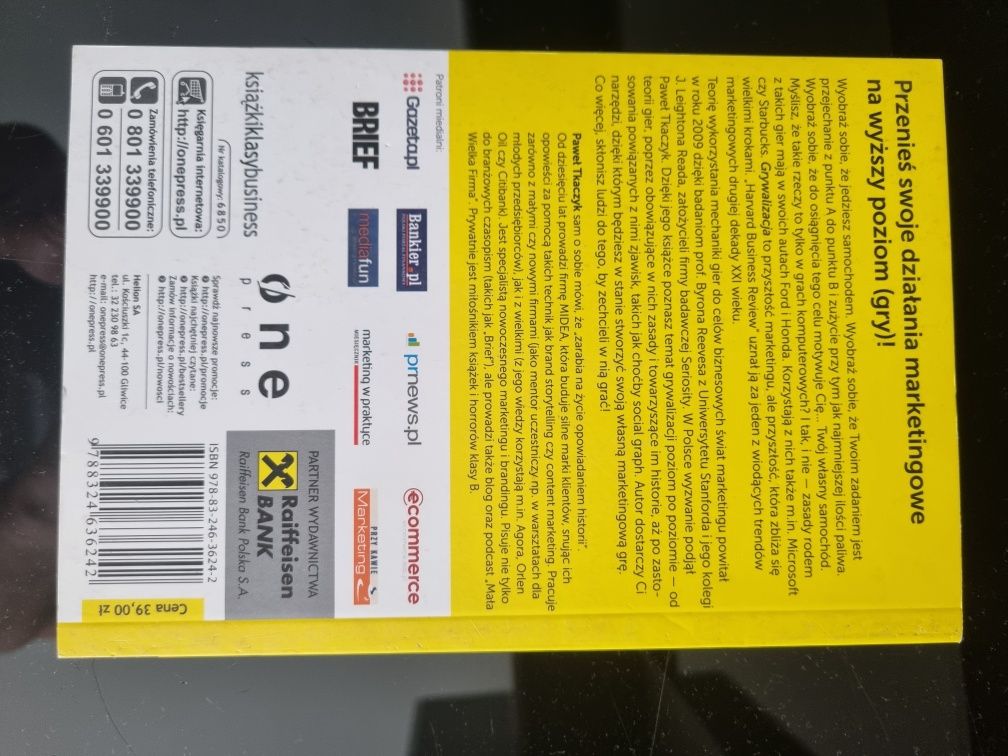 Przenieś swoje działania marketingowe
na wyższy poziom (gry)!
Wyobraź sobie, że jedziesz samochodem. Wyobraź sobie, że Twoim zadaniem jest
przejechanie z punktu A do punktu B i zużycie przy tym jak najmniejszej ilości paliwa.
Wyobraź sobie, że do osiągnięcia tego celu motywuje Cię... Twój własny samochód.
Myślisz, że takie rzeczy to tylko w grach komputerowych? I tak, i nie — zasady rodem
z takich gier mają w swoich autach Ford i Honda. Korzystają z nich także m.in. Microsoft
czy Starbucks. Grywalizacja to przyszłość marketingu, ale przyszłość, która zbliża się
wielkimi krokami. „Harvard Business Review" uznał ją za jeden z wiodących trendów
marketingowych drugiej dekady XXI wieku.
Teorię wykorzystania mechaniki gier do celów biznesowych świat marketingu powitał
w roku 2009 dzięki badaniom prof. Byrona Reevesa z Uniwersytetu Stanforda i jego kolegi
J. Leightona Reada, założycieli firmy badawczej Seriosity. W Polsce wyzwanie podjął
Paweł Tkaczyk. Dzięki jego książce poznasz temat grywalizacji poziom po poziomie — od
teorii gier, poprzez obowiązujące w nich zasady i towarzyszące im historie, aż po zasto-
sowania powiązanych z nimi zjawisk, takich jak choćby social graph. Autor dostarczy Ci
narzędzi, dzięki którym będziesz w stanie stworzyć swoją własną marketingową grę.
Co więcej, skłonisz ludzi do tego, by zechcieli w nią grać!
Paweł Tkaczyk sam o sobie mówi, że „zarabia na życie opowiadaniem historii".
Od dziesięciu lat prowadzi firmę MIDEA, która buduje silne marki klientów, snując ich
opowieści za pomocą takich technik, jak brand storytelling czy content marketing. Pracuje
zarówno z małymi czy nowymi firmami (jako mentor uczestniczy np. w warsztatach dla
młodych przedsiębiorców), jak i z wielkimi (z jego wiedzy korzystają m.in. Agora, Orlen
Oil czy Citibank). Jest specjalistą nowoczesnego marketingu i brandingu. Pisuje nie tylko
do branżowych czasopism (takich jak „Brief"), ale prowadzi także blog oraz podcast „Mała
Wielka Firma". Prywatnie jest miłośnikiem książek i horrorów klasy B.
Patroni medialni:
Gazeta.pl
Bankier.pl
prnews.pl
ecommerce
BRIEF
mediafun
marketing w praktyce
MIESIĘCZNIK
PRZY KAWIE
Marketing
książkiklasybusiness
Nr katalogowy: 6850
Księgarnia internetowa:
http://onepress.pl
Zamówienia telefoniczne:
0 801 339900
0 601 339900
one
press
Sprawdź najnowsze promocje:
http://onepress.pl/promocje
Książki najchętniej czytane:
http://onepress.pl/bestsellery
Zamów informacje o nowościach:
http://onepress.pl/nowosci
Helion SA
ul. Kościuszki 1c, 44-100 Gliwice
tel.: 32 230 98 63
e-mail: onepress@onepress.pl
http://onepress.pl
PARTNER WYDAWNICTWA
Raiffeisen
BANK
Raiffeisen Bank Polska S.A.
ISBN 978-83-246-3624-2
9 788324 636242
Cena 39,00 zł